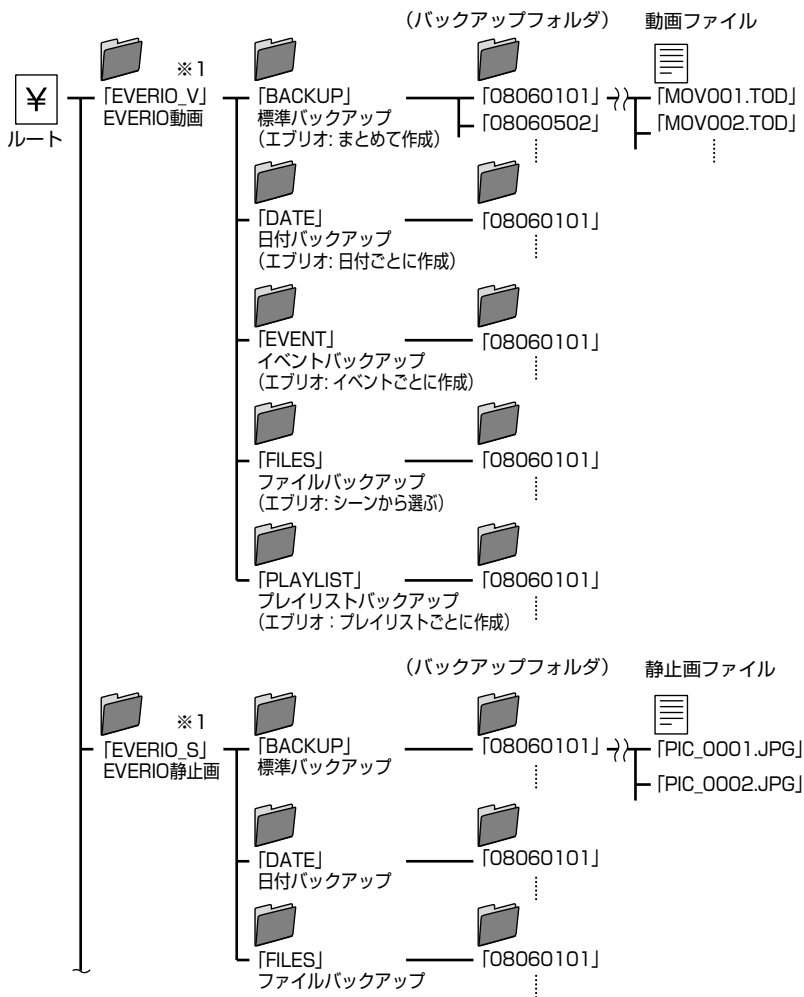 (バックアップフォルダ) 動画ファイル
※1
¥
ルート
「EVERIO_V」
EVERIO動画
「BACKUP」
標準バックアップ
(エブリオ: まとめて作成)
「08060101」
「08060502」
「MOV001.TOD」
「MOV002.TOD」
「DATE」
日付バックアップ
(エブリオ: 日付ごとに作成)
「08060101」
「EVENT」
イベントバックアップ
(エブリオ: イベントごとに作成)
「08060101」
「FILES」
ファイルバックアップ
(エブリオ: シーンから選ぶ)
「08060101」
「PLAYLIST」
プレイリストバックアップ
(エブリオ：プレイリストごとに作成)
「08060101」
(バックアップフォルダ) 静止画ファイル
※1
「EVERIO_S」
EVERIO静止画
「BACKUP」
標準バックアップ
「08060101」
「PIC_0001.JPG」
「PIC_0002.JPG」
「DATE」
日付バックアップ
「08060101」
「FILES」
ファイルバックアップ
「08060101」